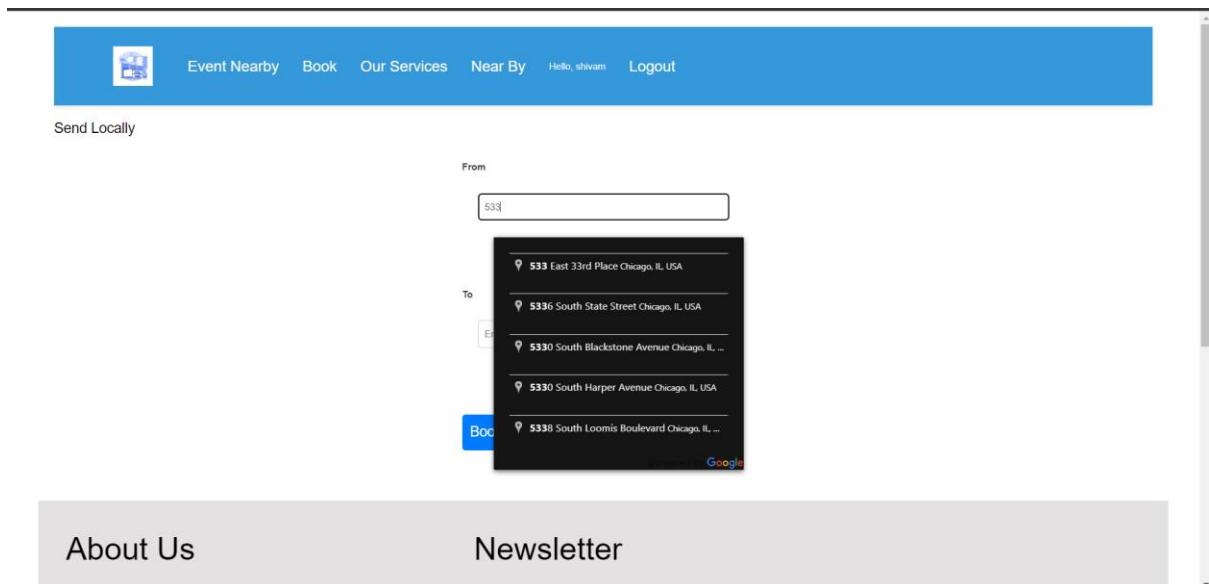 Event Nearby Book Our Services Near By Hello, shivam Logout
Send Locally
From
533
533 East 33rd Place Chicago, IL, USA
To
5336 South State Street Chicago, IL, USA
5330 South Blackstone Avenue Chicago, IL, ...
5330 South Harper Avenue Chicago, IL, USA
Boo
5338 South Loomis Boulevard Chicago, IL, ...
Google
About Us Newsletter